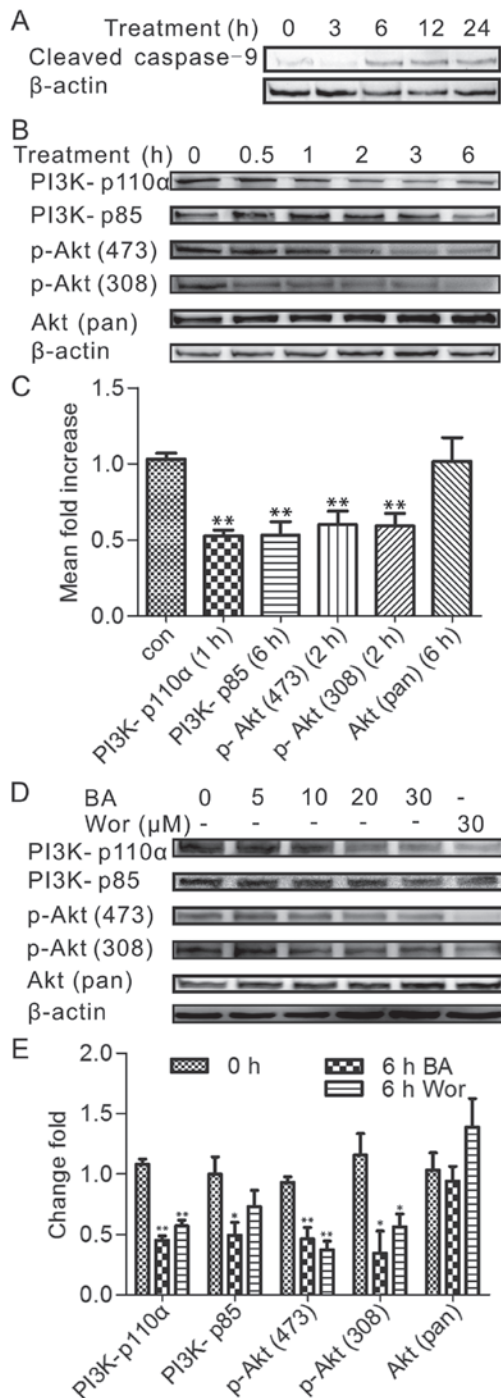 A
Treatment (h) 0 3 6 12 24
Cleaved caspase-9
β-actin
B
Treatment (h) 0 0.5 1 2 3 6
PI3K- p110α
PI3K- p85
p-Akt (473)
p-Akt (308)
Akt (pan)
β-actin
C
Mean fold increase
1.5
1.0
0.5
0.0
** ** ** **
con
PI3K- p110α (1 h)
PI3K- p85 (6 h)
p- Akt (473) (2 h)
p- Akt (308) (2 h)
Akt (pan) (6 h)
D
BA 0 5 10 20 30 -
Wor (μM) - - - - - 30
PI3K- p110α
PI3K- p85
p-Akt (473)
p-Akt (308)
Akt (pan)
β-actin
E
Change fold
2.0
1.5
1.0
0.5
0.0
0 h
6 h BA
6 h Wor
** ** * ** ** * *
PI3K- p110α
PI3K- p85
p-Akt (473)
p-Akt (308)
Akt (pan)